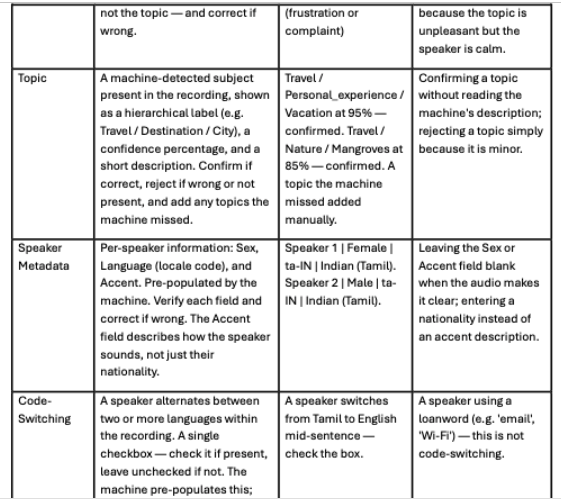 not the topic — and correct if
wrong.
(frustration or
complaint)
because the topic is
unpleasant but the
speaker is calm.
Topic
A machine-detected subject
present in the recording, shown
as a hierarchical label (e.g.
Travel / Destination / City), a
confidence percentage, and a
short description. Confirm if
correct, reject if wrong or not
present, and add any topics the
machine missed.
Travel /
Personal_experience /
Vacation at 95% —
confirmed. Travel /
Nature / Mangroves at
85% — confirmed. A
topic the machine
missed added
manually.
Confirming a topic
without reading the
machine's description;
rejecting a topic simply
because it is minor.
Speaker
Metadata
Per-speaker information: Sex,
Language (locale code), and
Accent. Pre-populated by the
machine. Verify each field and
correct if wrong. The Accent
field describes how the speaker
sounds, not just their
nationality.
Speaker 1 | Female |
ta-IN | Indian (Tamil).
Speaker 2 | Male | ta-
IN | Indian (Tamil).
Leaving the Sex or
Accent field blank
when the audio makes
it clear; entering a
nationality instead of
an accent description.
Code-
Switching
A speaker alternates between
two or more languages within
the recording. A single
checkbox — check it if present,
leave unchecked if not. The
machine pre-populates this;
A speaker switches
from Tamil to English
mid-sentence —
check the box.
A speaker using a
loanword (e.g. 'email',
'Wi-Fi') — this is not
code-switching.